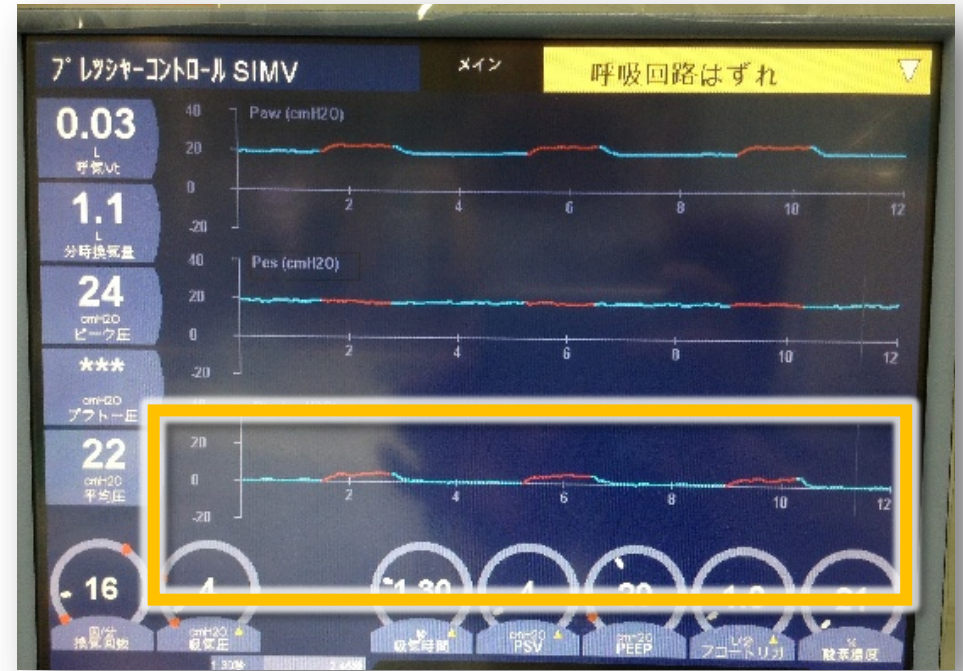 プレッシャーコントロール SIMV
メイン
呼吸回路はずれ
0.03
L
呼気Vt
1.1
L
分時換気量
24
cmH2O
ピーク圧
***
cmH2O
プラトー圧
22
cmH2O
平均圧
40
Paw (cmH2O)
20
0
-20
2
4
6
8
10
12
40
Pes (cmH2O)
20
0
-20
2
4
6
8
10
12
20
0
-20
2
4
6
8
10
12
16
回/分
換気回数
4
cmH2O
吸気圧
1.30
秒
吸気時間
4
cmH2O
PSV
20
cmH2O
PEEP
L/分
フロートリガ
21
%
酸素濃度